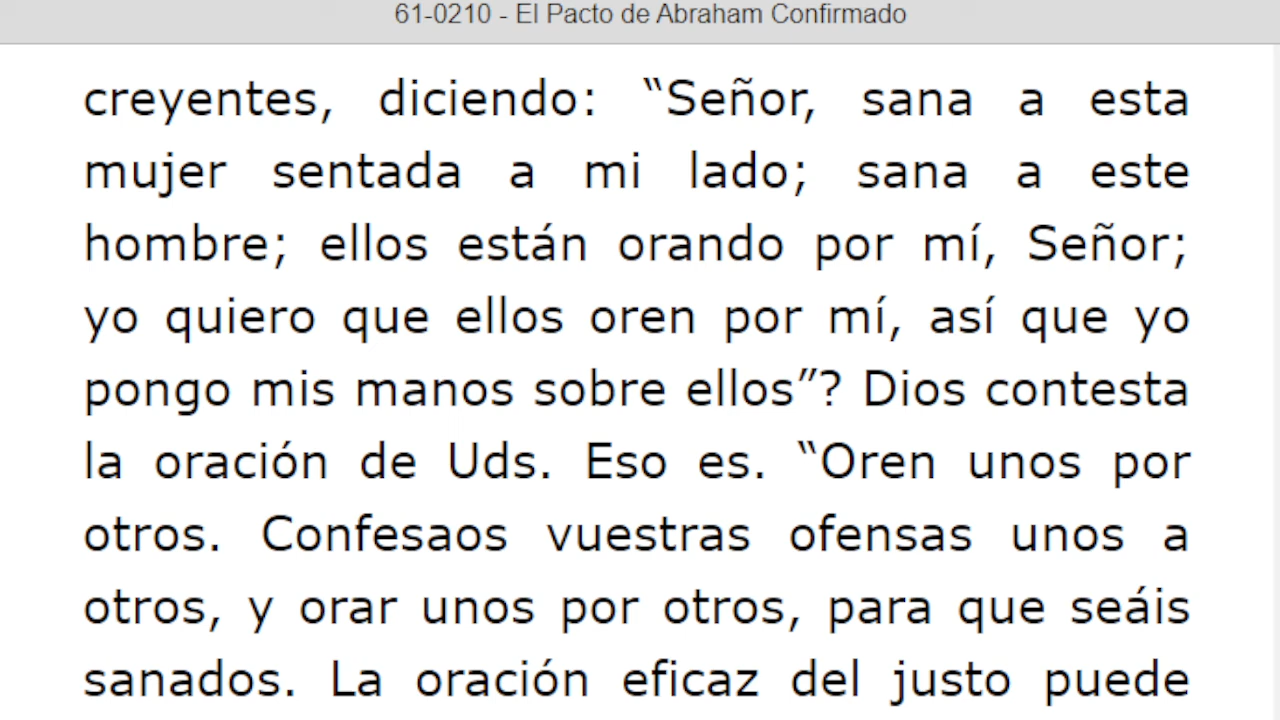 61-0210 - El Pacto de Abraham Confirmado
creyentes, diciendo: “Señor, sana a esta
mujer sentada a mi lado; sana a este
hombre; ellos están orando por mí, Señor;
yo quiero que ellos oren por mí, así que yo
pongo mis manos sobre ellos”? Dios contesta
la oración de Uds. Eso es. “Oren unos por
otros. Confesaos vuestras ofensas unos a
otros, y orar unos por otros, para que seáis
sanados. La oración eficaz del justo puede